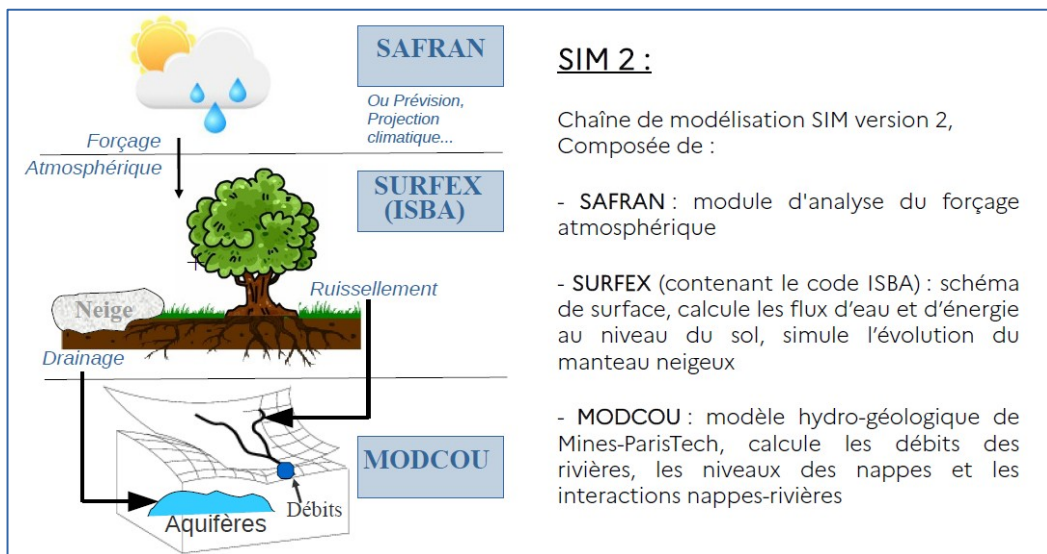 SAFRAN
Ou Prévision,
Projection
climatique...
Forçage
Atmosphérique
SURFEX
(ISBA)
Ruissellement
Neige
Drainage
MODCOU
Débits
Aquifères
SIM 2 :
Chaîne de modélisation SIM version 2,
Composée de :
- SAFRAN : module d'analyse du forçage
atmosphérique
- SURFEX (contenant le code ISBA) : schéma
de surface, calcule les flux d’eau et d’énergie
au niveau du sol, simule l’évolution du
manteau neigeux
- MODCOU : modèle hydro-géologique de
Mines-ParisTech, calcule les débits des
rivières, les niveaux des nappes et les
interactions nappes-rivières